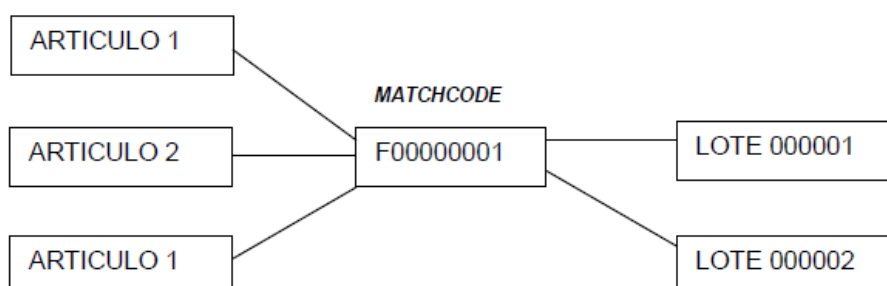 ARTICULO 1
MATCHCODE
ARTICULO 2
F00000001
LOTE 000001
ARTICULO 1
LOTE 000002